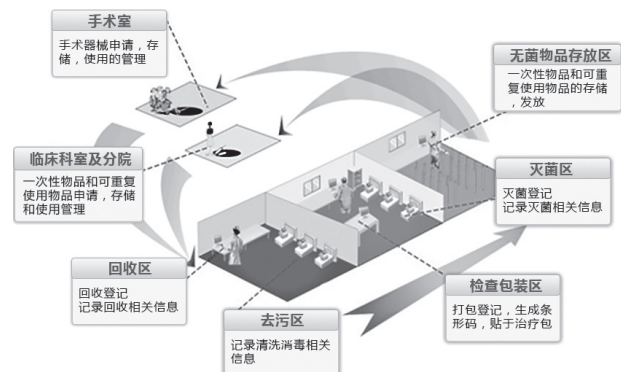 手术室
手术器械申请，存
储，使用的管理
无菌物品存放区
一次性物品和可重
复使用物品的存储
，发放
临床科室及分院
一次性物品和可重复
使用物品申请，存储
和使用管理
灭菌区
灭菌登记
记录灭菌相关信息
回收区
回收登记
记录回收相关信息
检查包装区
打包登记，生成条
形码，贴于治疗包
去污区
记录清洗消毒相关
信息